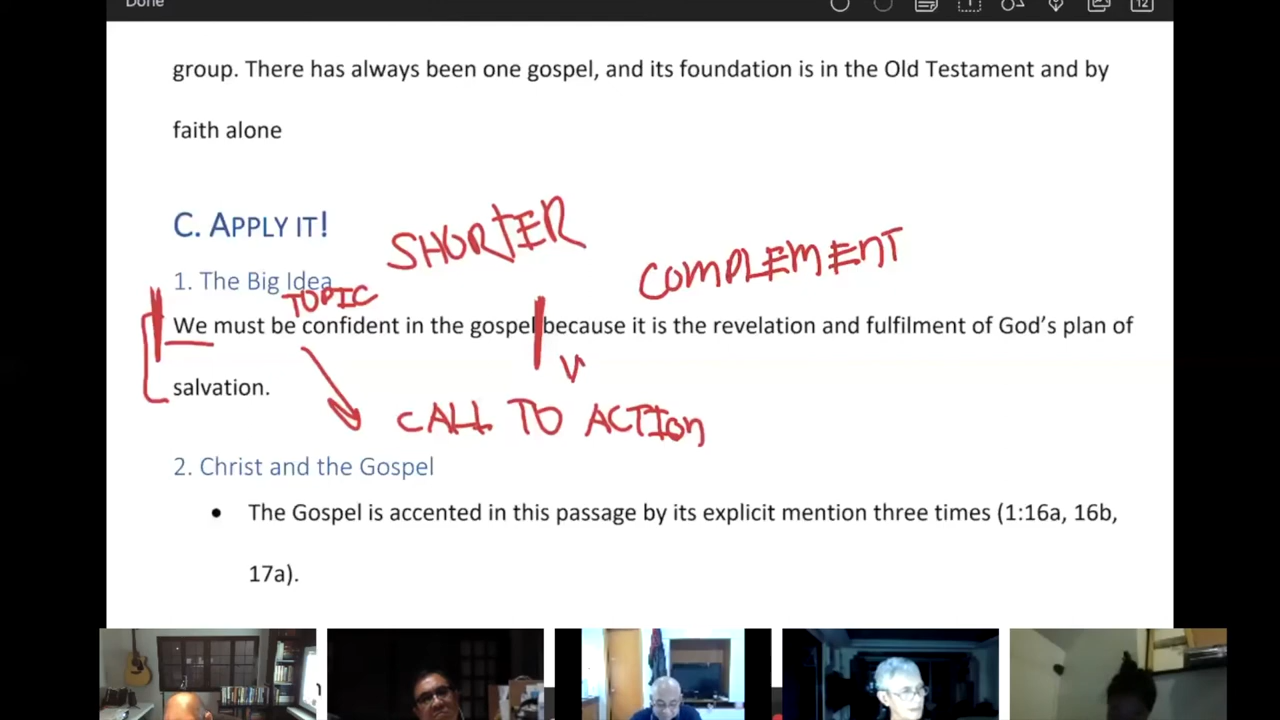 Done
12
group. There has always been one gospel, and its foundation is in the Old Testament and by
faith alone
C. APPLY IT!
SHORTER
COMPLEMENT
1. The Big Idea
TOPIC
We must be confident in the gospel because it is the revelation and fulfilment of God’s plan of
salvation.
CALL TO ACTION
2. Christ and the Gospel
• The Gospel is accented in this passage by its explicit mention three times (1:16a, 16b,
17a).